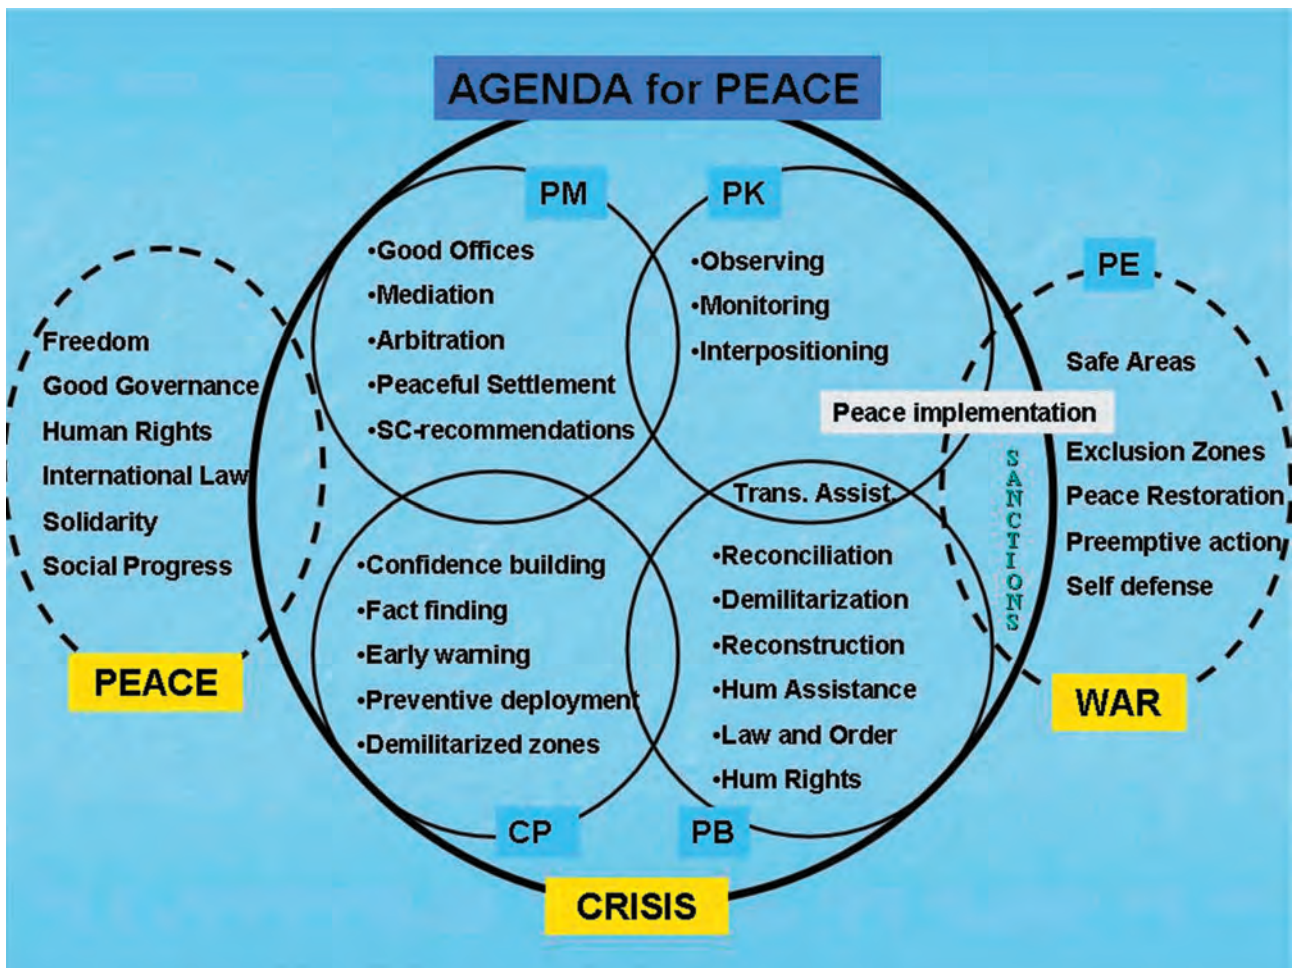 AGENDA for PEACE
PM
•Good Offices
•Mediation
•Arbitration
•Peaceful Settlement
•SC-recommendations
PK
•Observing
•Monitoring
•Interpositioning
Peace implementation
Trans. Assist.
Freedom
Good Governance
Human Rights
International Law
Solidarity
Social Progress
PEACE
•Confidence building
•Fact finding
•Early warning
•Preventive deployment
•Demilitarized zones
CP
•Reconciliation
•Demilitarization
•Reconstruction
•Hum Assistance
•Law and Order
•Hum Rights
PB
SANCTIONS
PE
Safe Areas
Exclusion Zones
Peace Restoration
Preemptive action
Self defense
WAR
CRISIS